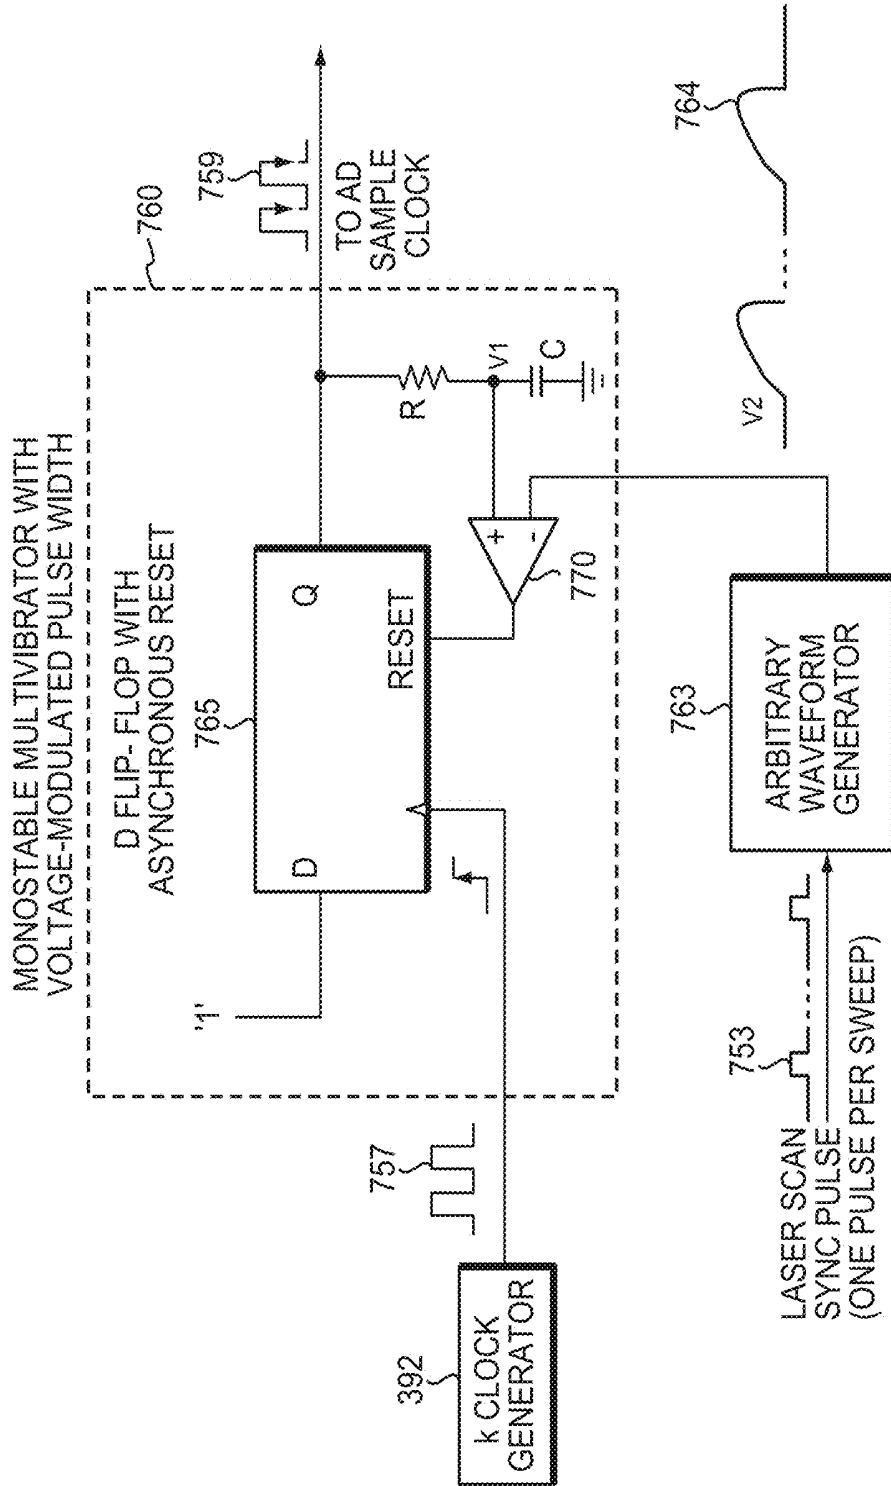 MONOSTABLE MULTIVIBRATOR WITH
VOLTAGE-MODULATED PULSE WIDTH
760
D FLIP- FLOP WITH
ASYNCHRONOUS RESET
765
'1'
D
Q
RESET
759
TO AD
SAMPLE
CLOCK
R
V1
C
+
-
770
757
392
k CLOCK
GENERATOR
763
ARBITRARY
WAVEFORM
GENERATOR
V2
764
753
LASER SCAN
SYNC PULSE
(ONE PULSE PER SWEEP)